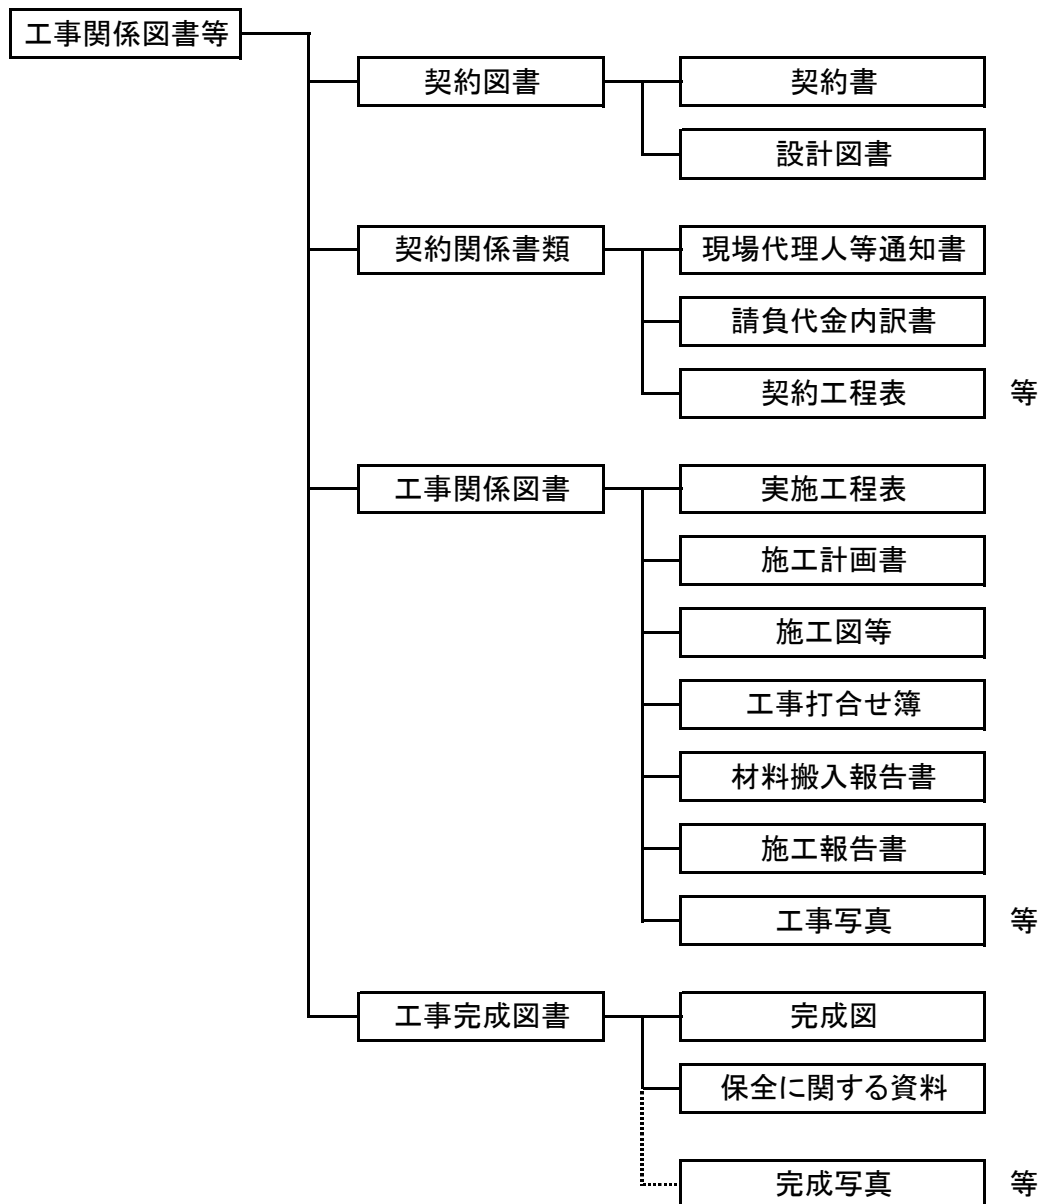 工事関係図書等
契約図書
契約書
設計図書
契約関係書類
現場代理人等通知書
請負代金内訳書
契約工程表 等
工事関係図書
実施工程表
施工計画書
施工図等
工事打合せ簿
材料搬入報告書
施工報告書
工事写真 等
工事完成図書
完成図
保全に関する資料
完成写真 等